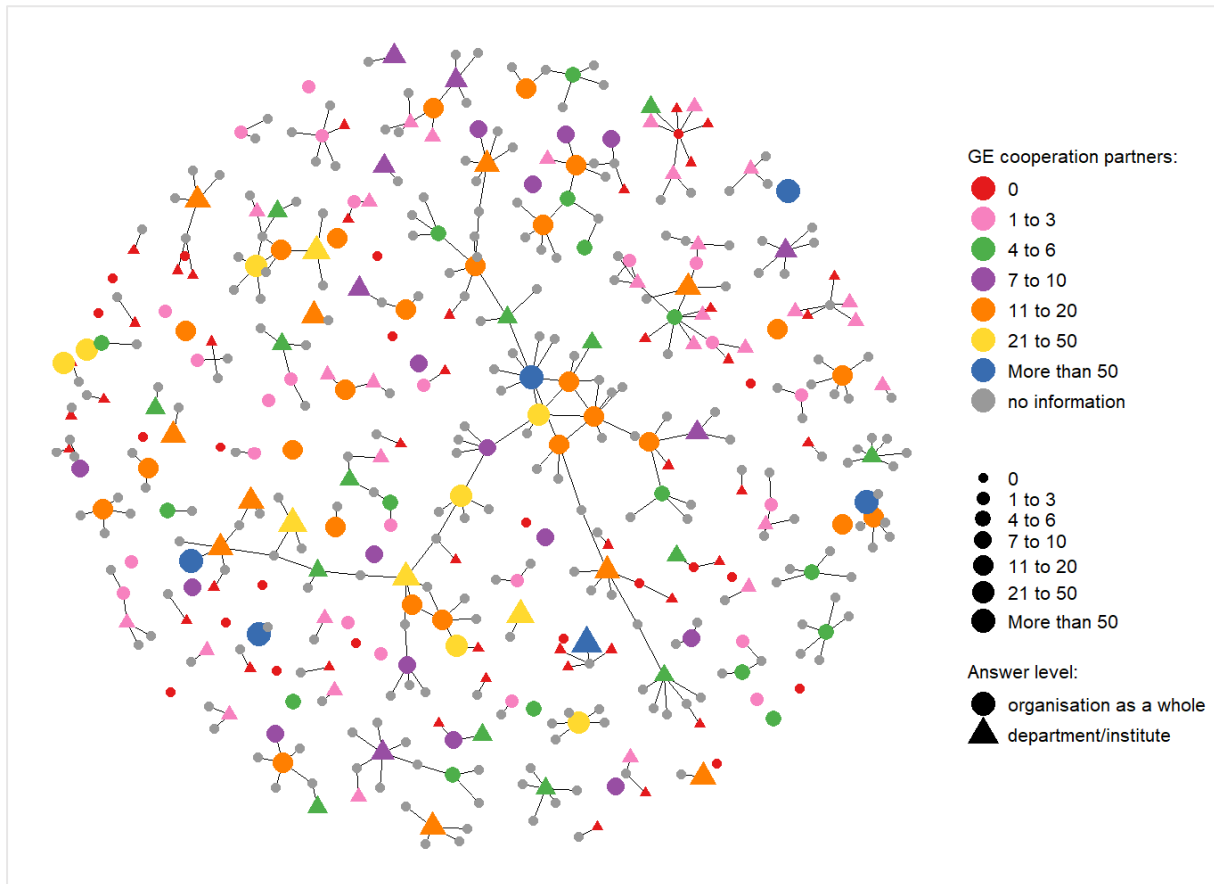 GE cooperation partners:
0
1 to 3
4 to 6
7 to 10
11 to 20
21 to 50
More than 50
no information
0
1 to 3
4 to 6
7 to 10
11 to 20
21 to 50
More than 50
Answer level:
organisation as a whole
department/institute